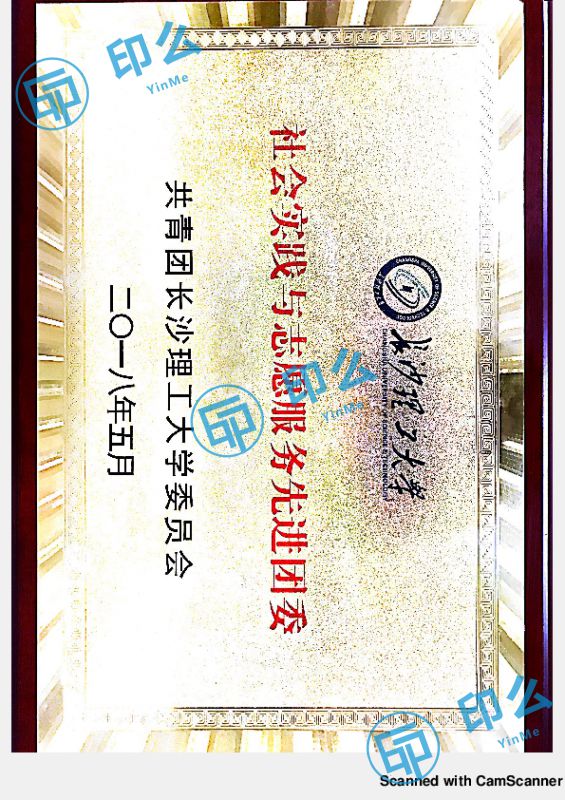 长沙理工大学
CHANGSHA UNIVERSITY OF SCIENCE & TECHNOLOGY
社会实践与志愿服务先进团委
共青团长沙理工大学委员会
二〇一八年五月
印么
YinMe
印么
YinMe
印么
YinMe
Scanned with CamScanner